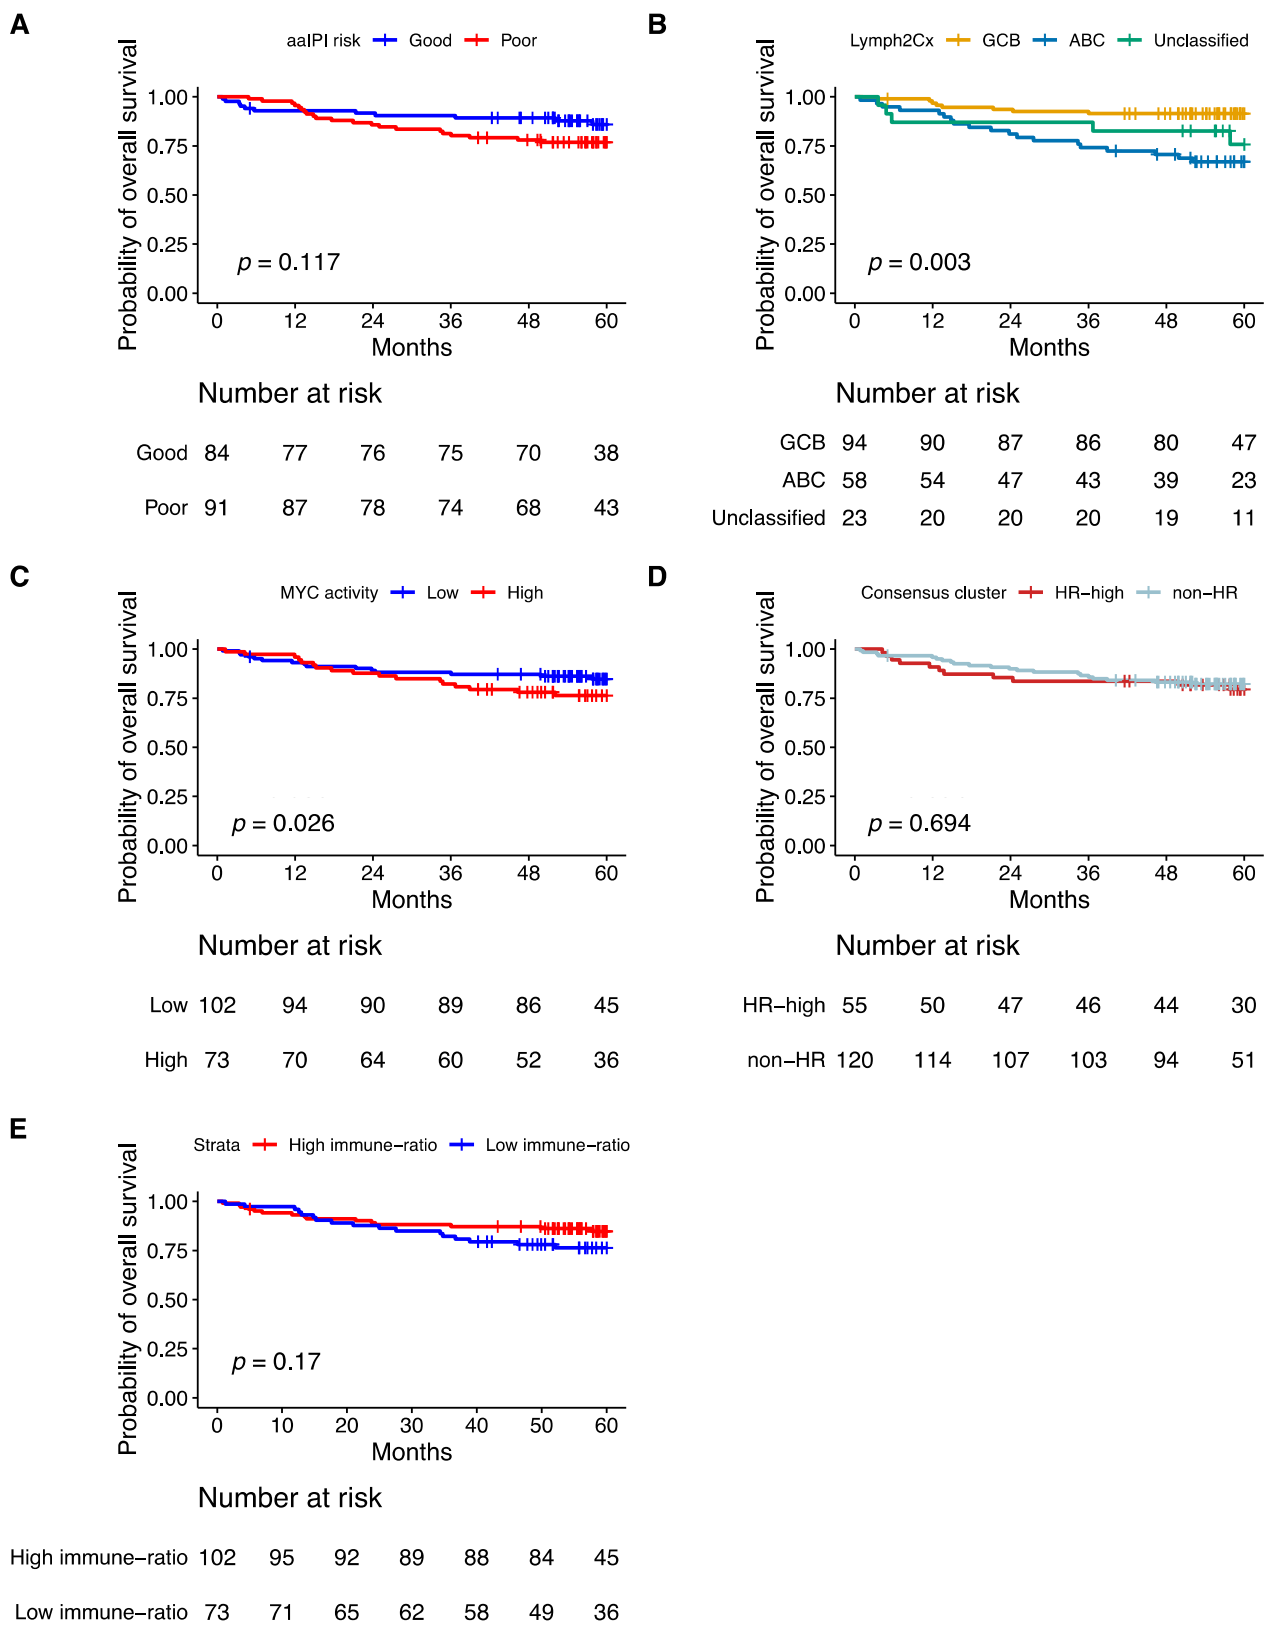 A
aaIPI risk Good Poor
Probability of overall survival
1.00
0.75
0.50
0.25
0.00
p = 0.117
0 12 24 36 48 60
Months
Number at risk
Good 84 77 76 75 70 38
Poor 91 87 78 74 68 43
B
Lymph2Cx GCB ABC Unclassified
Probability of overall survival
1.00
0.75
0.50
0.25
0.00
p = 0.003
0 12 24 36 48 60
Months
Number at risk
GCB 94 90 87 86 80 47
ABC 58 54 47 43 39 23
Unclassified 23 20 20 20 19 11
C
MYC activity Low High
Probability of overall survival
1.00
0.75
0.50
0.25
0.00
p = 0.026
0 12 24 36 48 60
Months
Number at risk
Low 102 94 90 89 86 45
High 73 70 64 60 52 36
D
Consensus cluster HR−high non−HR
Probability of overall survival
1.00
0.75
0.50
0.25
0.00
p = 0.694
0 12 24 36 48 60
Months
Number at risk
HR−high 55 50 47 46 44 30
non−HR 120 114 107 103 94 51
E
Strata High immune−ratio Low immune−ratio
Probability of overall survival
1.00
0.75
0.50
0.25
0.00
p = 0.17
0 10 20 30 40 50 60
Months
Number at risk
High immune−ratio 102 95 92 89 88 84 45
Low immune−ratio 73 71 65 62 58 49 36